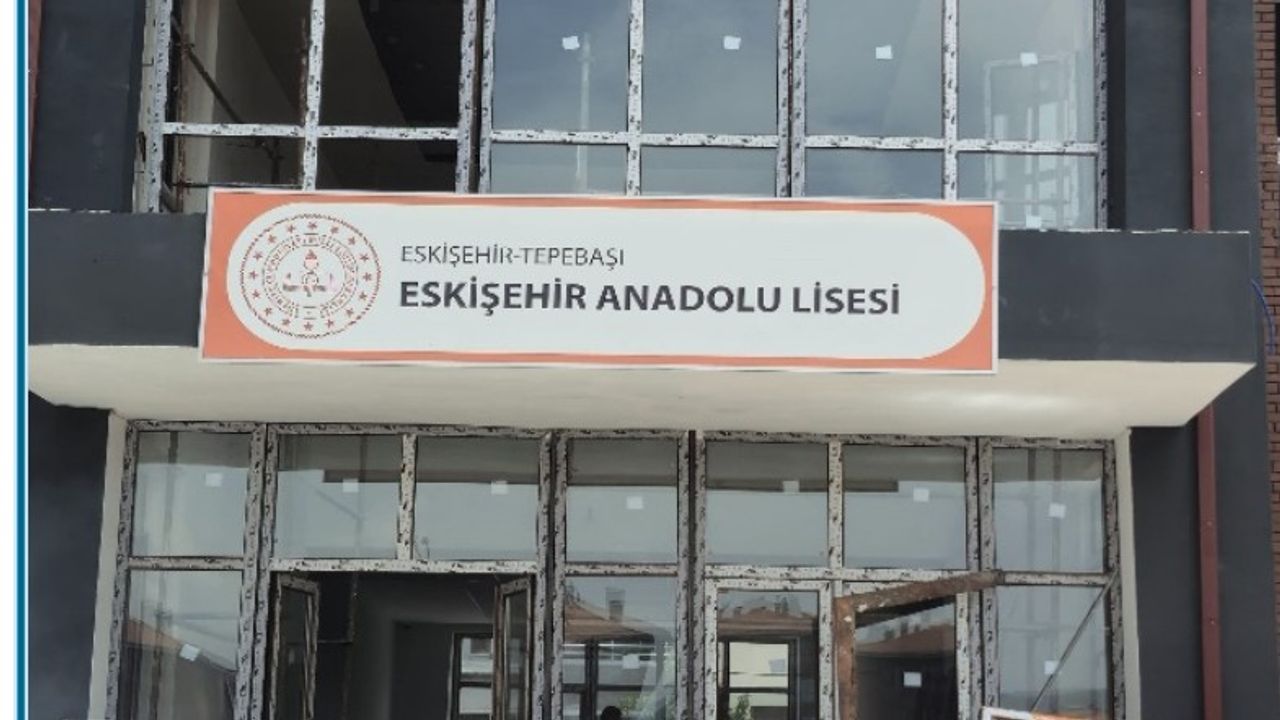 ESKİŞEHİR-TEPEBAŞI
ESKİŞEHİR ANADOLU LİSESİ